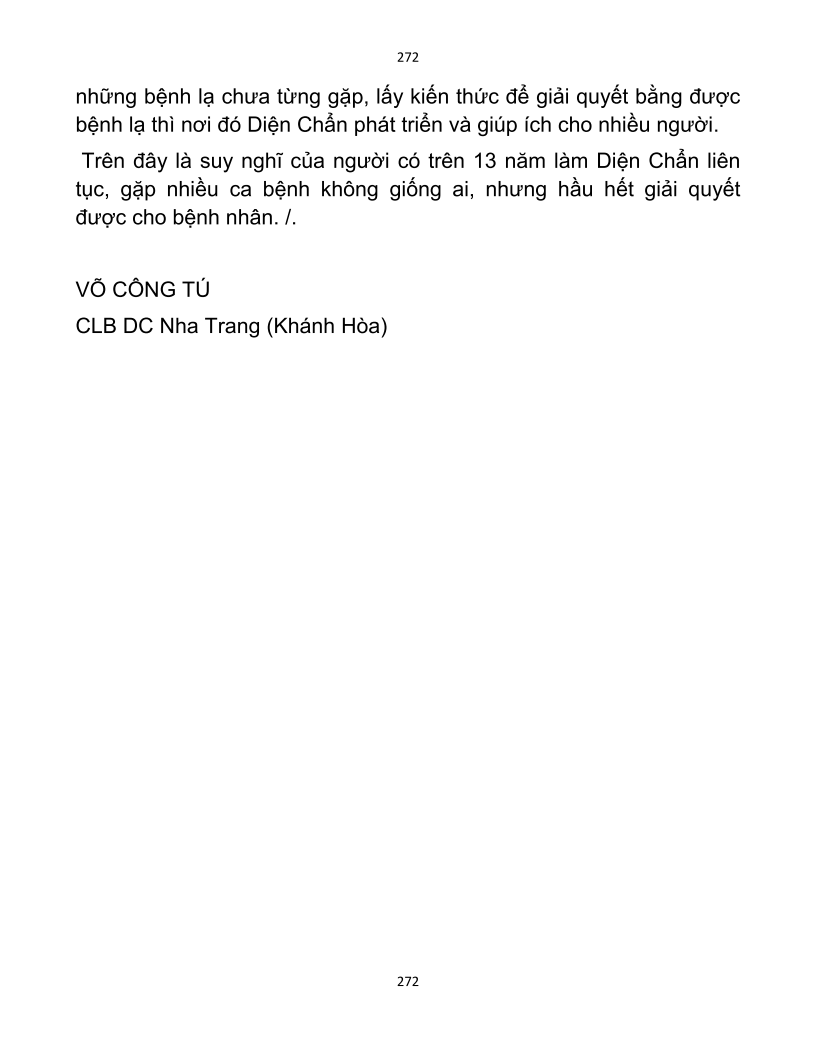 272
những bệnh lạ chưa từng gặp, lấy kiến thức để giải quyết bằng được
bệnh lạ thì nơi đó Diện Chẩn phát triển và giúp ích cho nhiều người.
Trên đây là suy nghĩ của người có trên 13 năm làm Diện Chẩn liên
tục, gặp nhiều ca bệnh không giống ai, nhưng hầu hết giải quyết
được cho bệnh nhân. /.
VÕ CÔNG TÚ
CLB DC Nha Trang (Khánh Hòa)
272